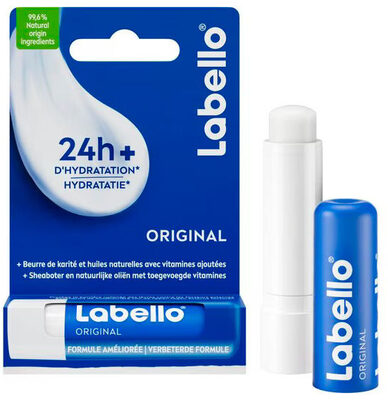 99,6%
Natural
origin
ingredients
Labello
24h+
D'HYDRATATION*
HYDRATATIE*
ORIGINAL
+ Beurre de karité et huiles naturelles avec vitamines ajoutées
+ Sheaboter en natuurlijke oliën met toegevoegde vitamines
Labello
ORIGINAL
FORMULE AMÉLIORÉE | VERBETERDE FORMULE
Labello
ORIGINAL